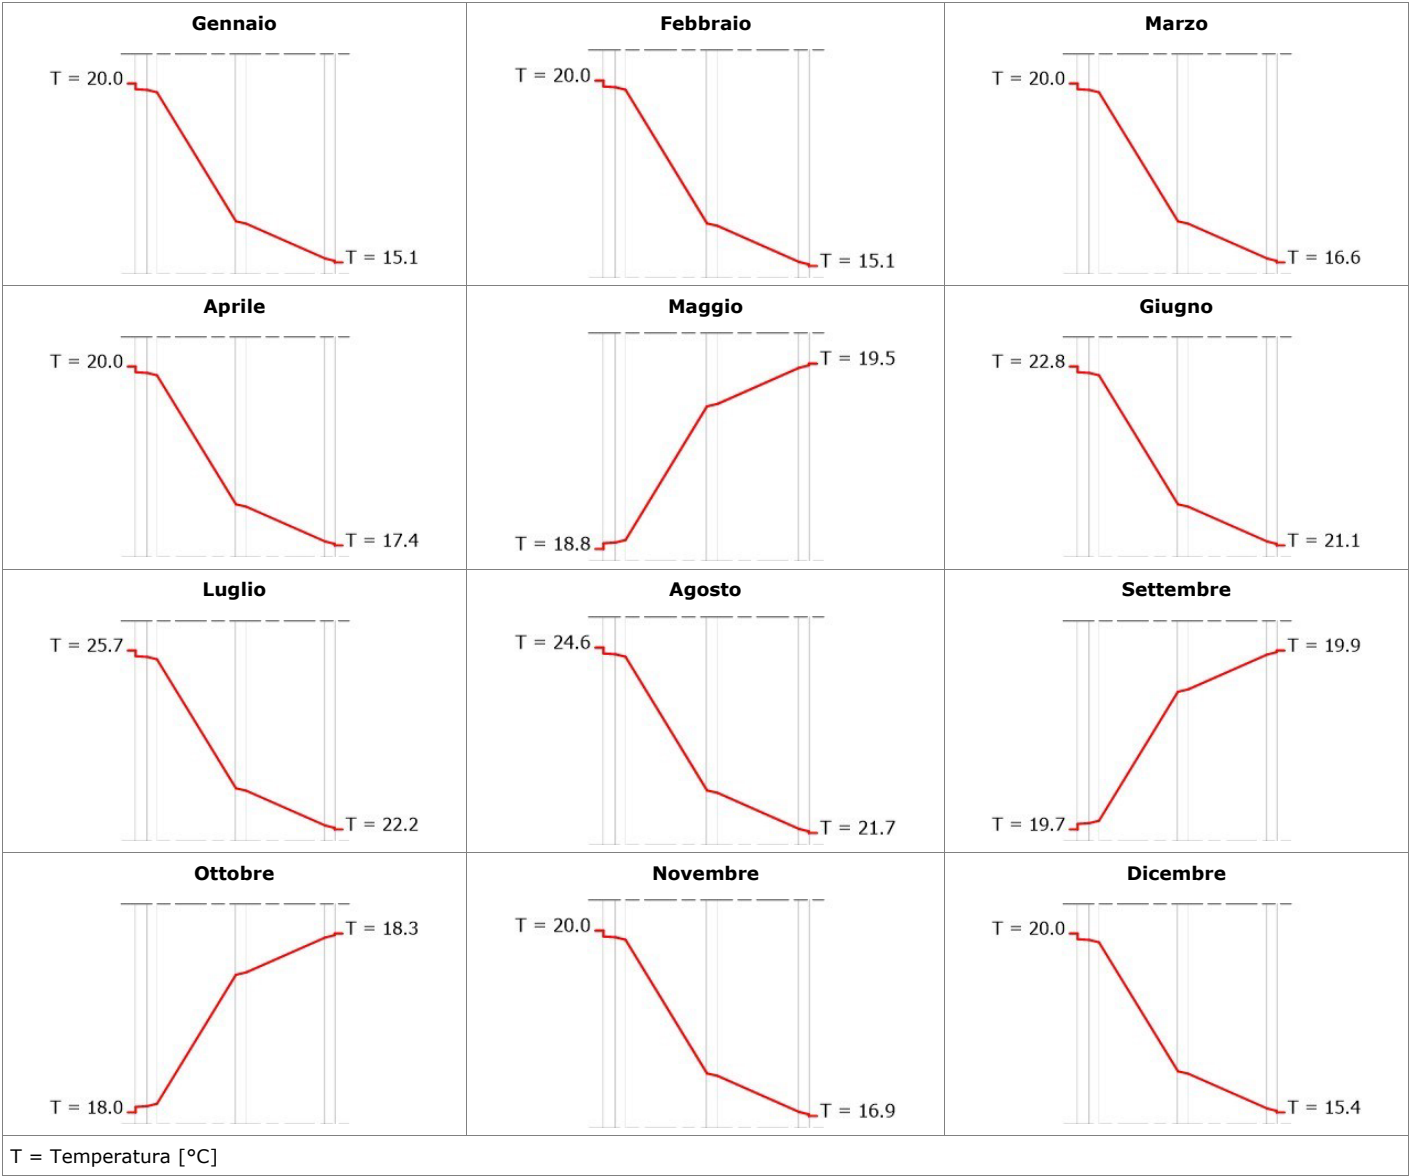 Gennaio
T = 20.0
T = 15.1
Febbraio
T = 20.0
T = 15.1
Marzo
T = 20.0
T = 16.6
Aprile
T = 20.0
T = 17.4
Maggio
T = 19.5
T = 18.8
Giugno
T = 22.8
T = 21.1
Luglio
T = 25.7
T = 22.2
Agosto
T = 24.6
T = 21.7
Settembre
T = 19.9
T = 19.7
Ottobre
T = 18.3
T = 18.0
Novembre
T = 20.0
T = 16.9
Dicembre
T = 20.0
T = 15.4
T = Temperatura [°C]